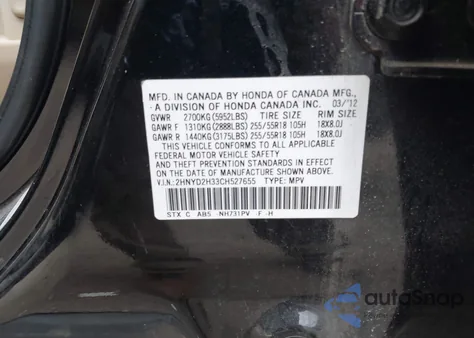 MFD. IN CANADA BY HONDA OF CANADA MFG.,
A DIVISION OF HONDA CANADA INC. 03/'12
GVWR 2700KG(5952LBS) TIRE SIZE RIM SIZE
GAWR F 1310KG(2888LBS) 255/55R18 105H 18X8.0J
GAWR R 1440KG(3175LBS) 255/55R18 105H 18X8.0J
THIS VEHICLE CONFORMS TO ALL APPLICABLE
FEDERAL MOTOR VEHICLE SAFETY
AND THEFT PREVENTION STANDARDS IN EFFECT
ON THE DATE OF MANUFACTURE SHOWN ABOVE.
V.I.N.:2HNYD2H33CH527655 TYPE: MPV
STX C AB5 NH731PV -F -H
autoSnap